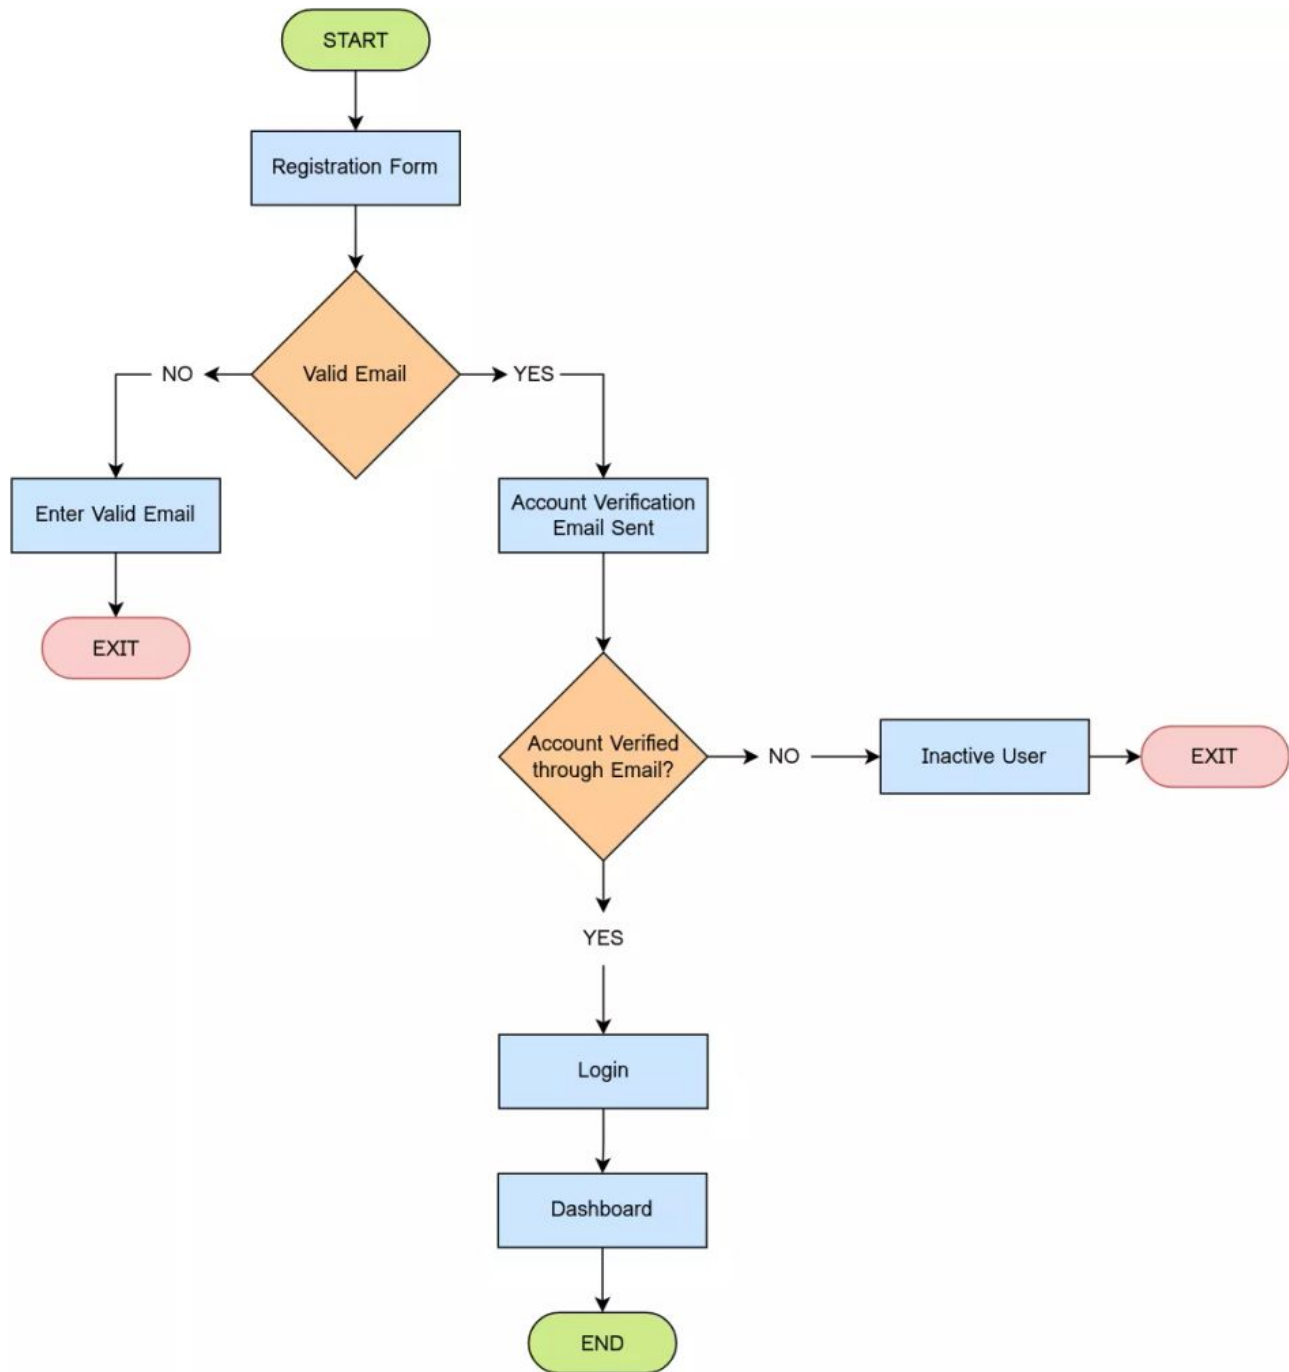 START
Registration Form
Valid Email
NO
YES
Enter Valid Email
Account Verification
Email Sent
EXIT
Account Verified
through Email?
NO
Inactive User
EXIT
YES
Login
Dashboard
END